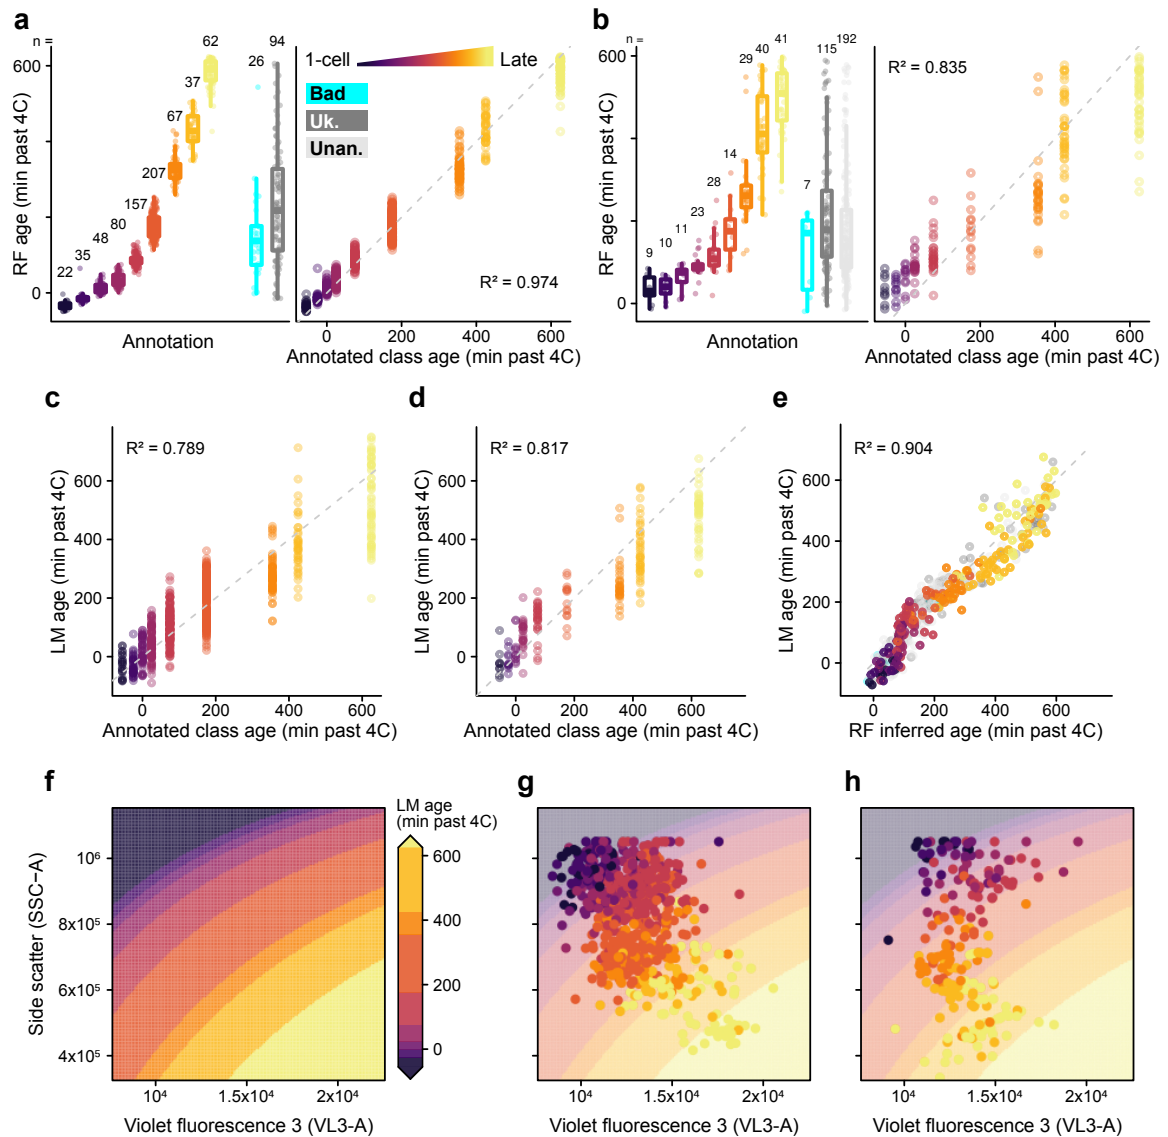 a
n =
RF age (min past 4C)
600
400
200
0
22
35
48
80
157
207
67
37
62
26
94
Annotation
1-cell
Late
Bad
Uk.
Unan.
R² = 0.974
0
200
400
600
Annotated class age (min past 4C)
b
n =
RF age (min past 4C)
600
400
200
0
9
10
11
23
28
14
29
40
41
7
115
192
Annotation
R² = 0.835
0
200
400
600
Annotated class age (min past 4C)
c
R² = 0.789
LM age (min past 4C)
600
400
200
0
0
200
400
600
Annotated class age (min past 4C)
d
R² = 0.817
LM age (min past 4C)
600
400
200
0
0
200
400
600
Annotated class age (min past 4C)
e
R² = 0.904
LM age (min past 4C)
600
400
200
0
0
200
400
600
RF inferred age (min past 4C)
f
Side scatter (SSC−A)
10⁶
8x10⁵
6x10⁵
4x10⁵
10⁴
1.5x10⁴
2x10⁴
Violet fluorescence 3 (VL3-A)
LM age
(min past 4C)
600
400
200
0
g
10⁴
1.5x10⁴
2x10⁴
Violet fluorescence 3 (VL3-A)
h
10⁴
1.5x10⁴
2x10⁴
Violet fluorescence 3 (VL3-A)